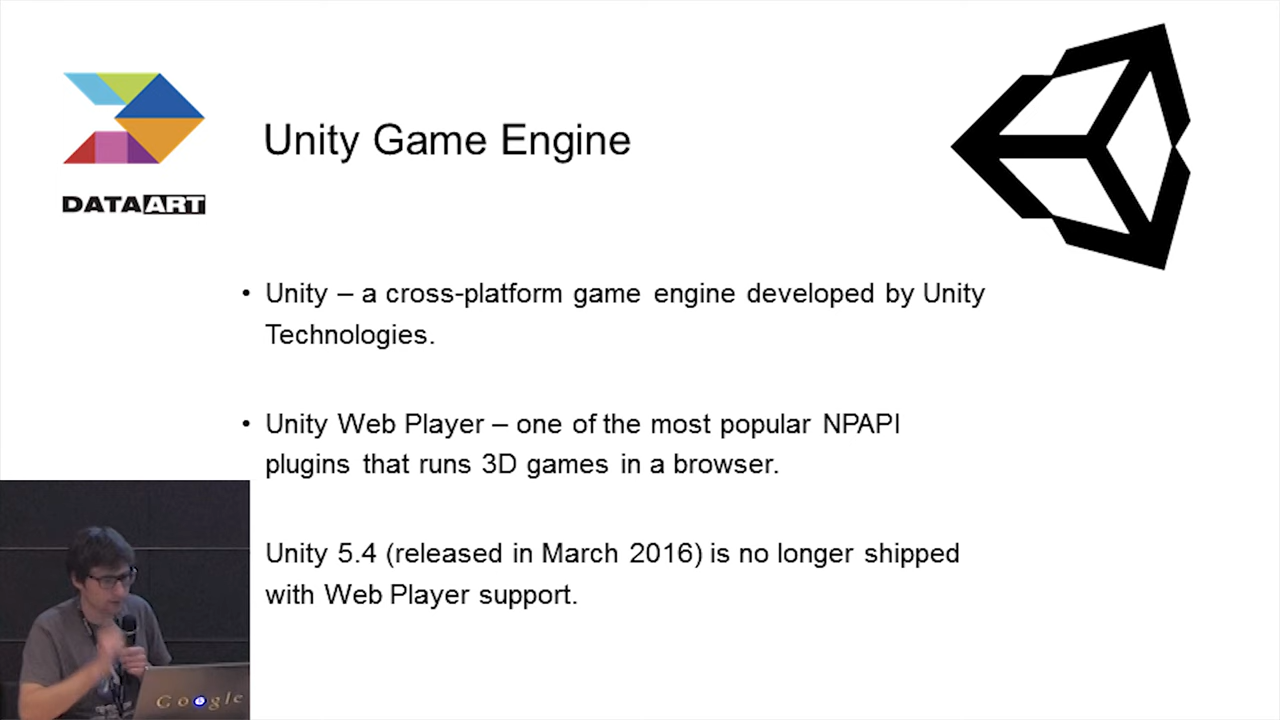 DATAART
Unity Game Engine
• Unity – a cross-platform game engine developed by Unity
Technologies.
• Unity Web Player – one of the most popular NPAPI
plugins that runs 3D games in a browser.
Unity 5.4 (released in March 2016) is no longer shipped
with Web Player support.
Google